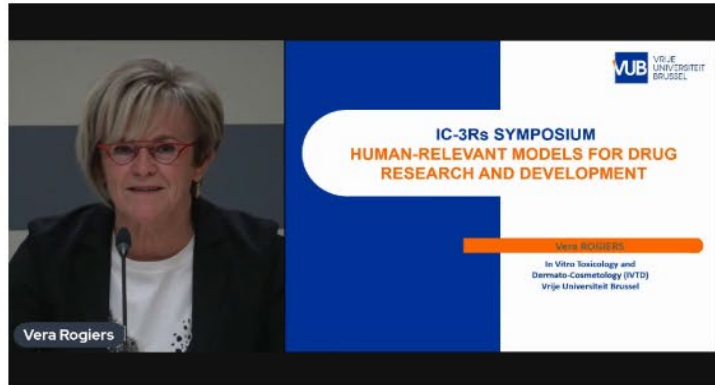 VUB
VRIJE
UNIVERSITEIT
BRUSSEL
IC-3Rs SYMPOSIUM
HUMAN-RELEVANT MODELS FOR DRUG
RESEARCH AND DEVELOPMENT
Vera ROGIERS
In Vitro Toxicology and
Dermato-Cosmetology (IVTD)
Vrije Universiteit Brussel
Vera Rogiers